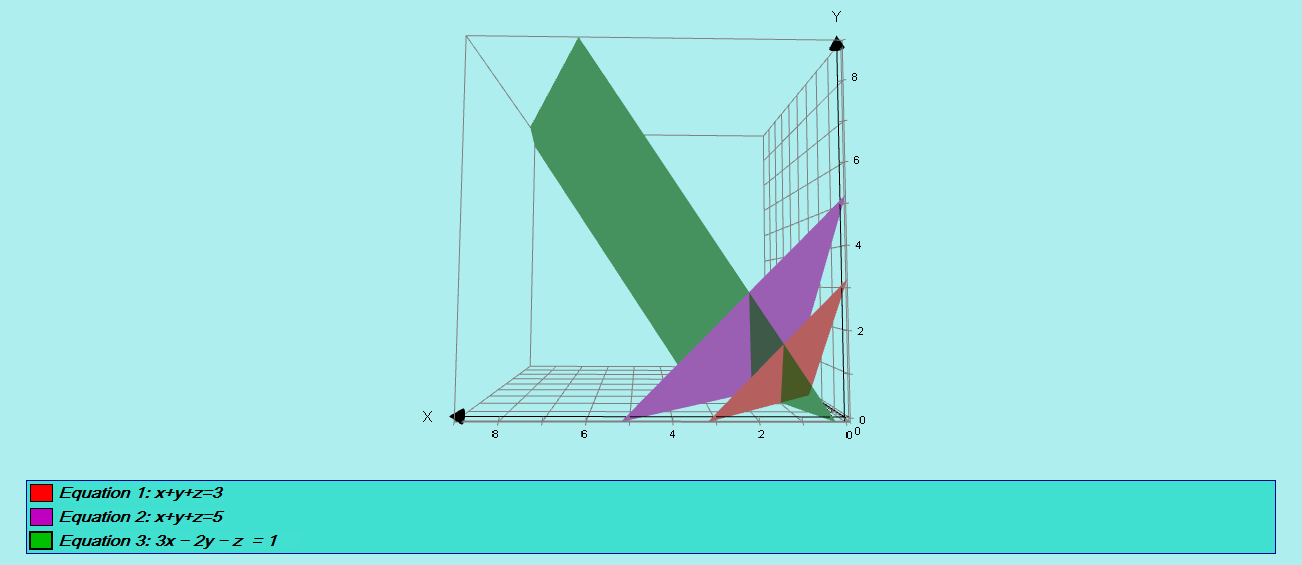 Y
8
6
4
2
0
X
8 6 4 2 0 0
Equation 1: x+y+z=3
Equation 2: x+y+z=5
Equation 3: 3x − 2y − z = 1